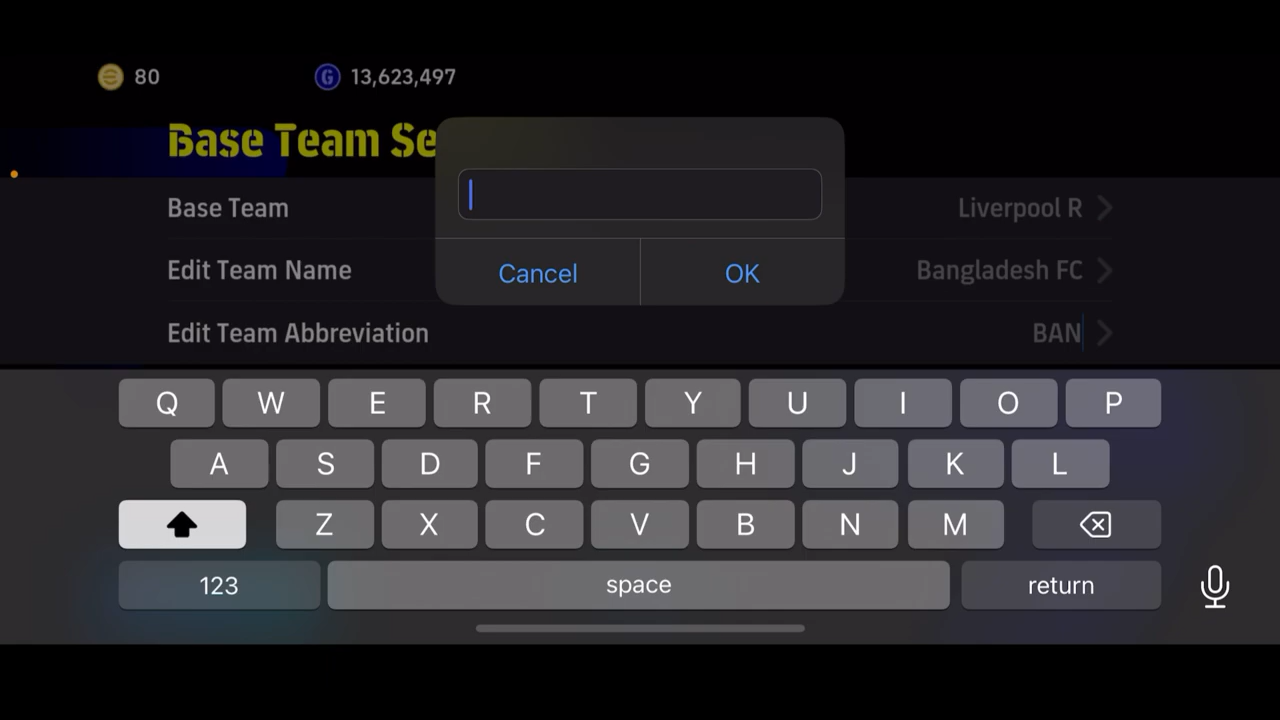 80
13,623,497
Base Team Se
Base Team
Liverpool R
Edit Team Name
Bangladesh FC
Edit Team Abbreviation
BAN
Cancel
OK
Q W E R T Y U I O P
A S D F G H J K L
Z X C V B N M
123
space
return